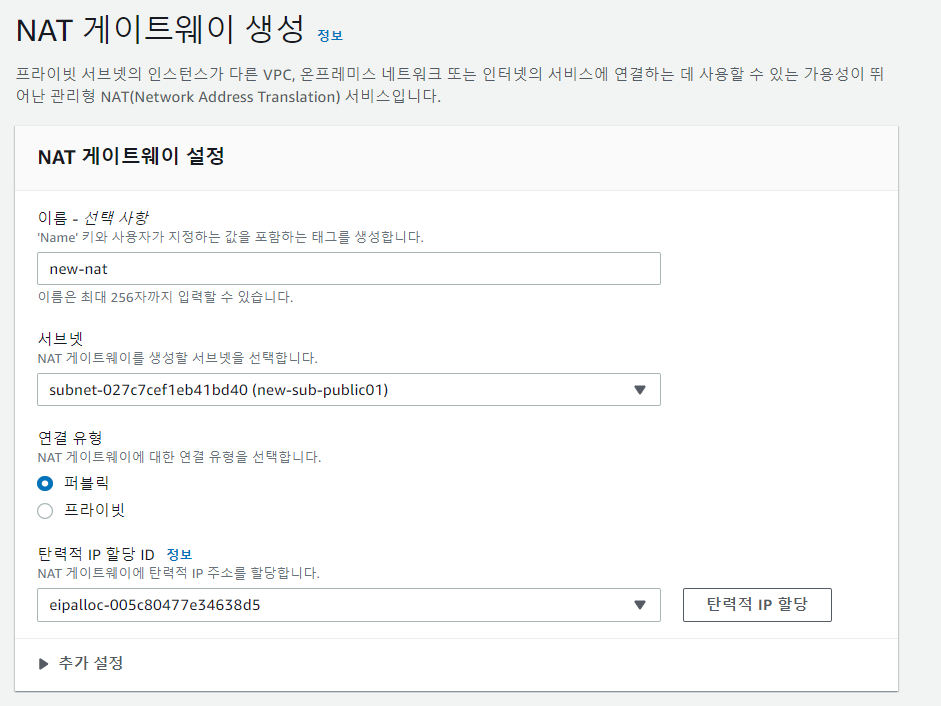 NAT 게이트웨이 생성 정보
프라이빗 서브넷의 인스턴스가 다른 VPC, 온프레미스 네트워크 또는 인터넷의 서비스에 연결하는 데 사용할 수 있는 가용성이 뛰
어난 관리형 NAT(Network Address Translation) 서비스입니다.
NAT 게이트웨이 설정
이름 - 선택 사항
'Name' 키와 사용자가 지정하는 값을 포함하는 태그를 생성합니다.
new-nat
이름은 최대 256자까지 입력할 수 있습니다.
서브넷
NAT 게이트웨이를 생성할 서브넷을 선택합니다.
subnet-027c7cef1eb41bd40 (new-sub-public01)
연결 유형
NAT 게이트웨이에 대한 연결 유형을 선택합니다.
퍼블릭
프라이빗
탄력적 IP 할당 ID 정보
NAT 게이트웨이에 탄력적 IP 주소를 할당합니다.
eipalloc-005c80477e34638d5
탄력적 IP 할당
추가 설정